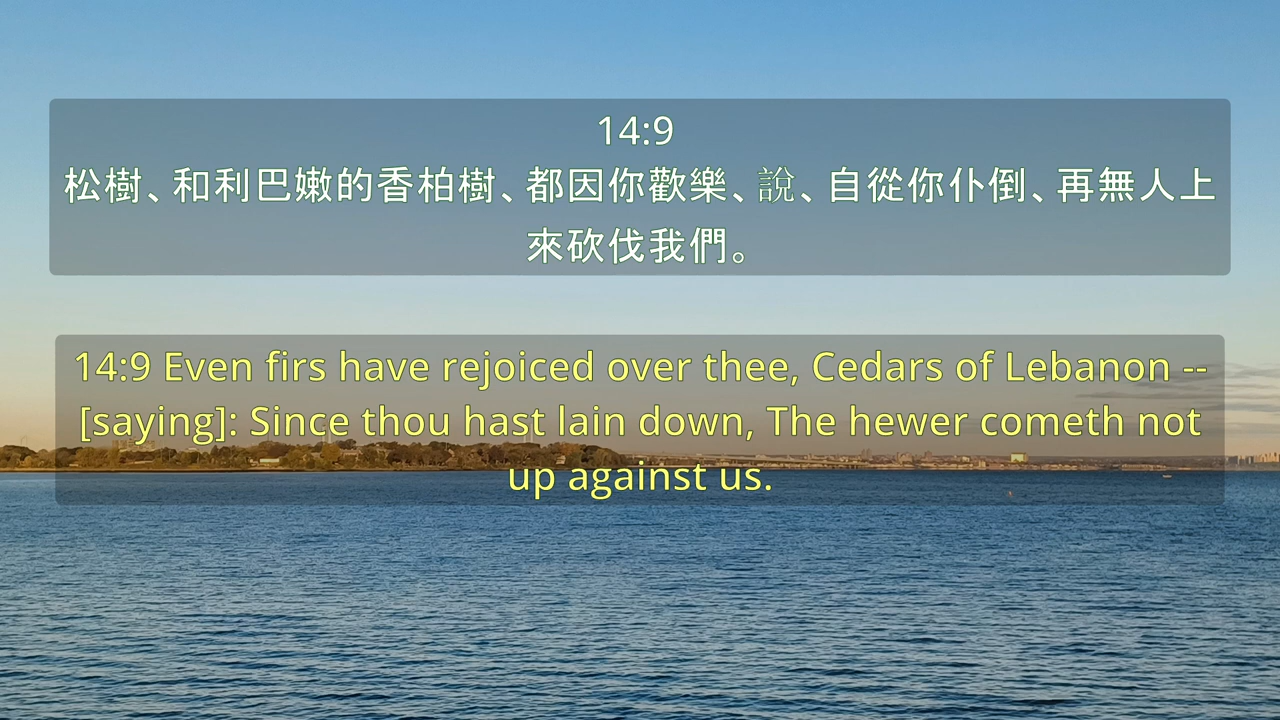 14:9
松樹、和利巴嫩的香柏樹、都因你歡樂、說、自從你仆倒、再無人上
來砍伐我們。
14:9 Even firs have rejoiced over thee, Cedars of Lebanon --
[saying]: Since thou hast lain down, The hewer cometh not
up against us.